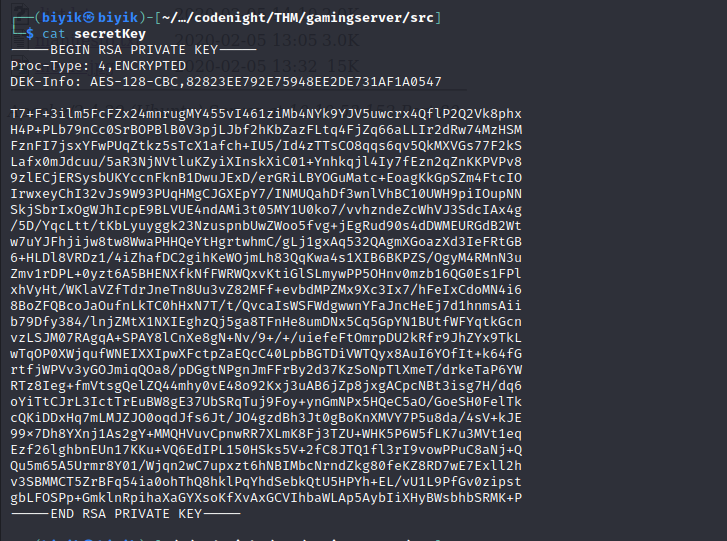 (biyik㉿biyik)-[~/…/codenight/THM/gamingserver/src]
$ cat secretKey
-----BEGIN RSA PRIVATE KEY-----
Proc-Type: 4,ENCRYPTED
DEK-Info: AES-128-CBC,82823EE792E75948EE2DE731AF1A0547

T7+F+3ilm5FcFZx24mnrugMY455vI461ziMb4NYk9YJV5uwcrx4QflP2Q2Vk8phx
H4P+PLb79nCc0SrBOPBlB0V3pjLJbf2hKbZazFLtq4FjZq66aLLIr2dRw74MzHSM
FznFI7jsxYFwPUqZtkz5sTcX1afch+IU5/Id4zTTsCO8qqs6qv5QkMXVGs77F2kS
Lafx0mJdcuu/5aR3NjNVtluKZyiXInskXiC01+Ynhkqjl4Iy7fEzn2qZnKKPVPv8
9zlECjERSysbUKYccnFknB1DwuJExD/erGRiLBYOGuMatc+EoagKkGpSZm4FtcIO
IrwxeyChI32vJs9W93PUqHMgCJGXEpY7/INMUQahDf3wnlVhBC10UWH9piIOupNN
SkjSbrIxOgWJhIcpE9BLVUE4ndAMi3t05MY1U0ko7/vvhzndeZcWhVJ3SdcIAx4g
/5D/YqcLtt/tKbLyuyggk23NzuspnbUwZWoo5fvg+jEgRud90s4dDWMEURGdB2Wt
w7uYJFhjijw8tw8WwaPHHQeYtHgrtwhmC/gLj1gxAq532QAgmXGoazXd3IeFRtGB
6+HLDl8VRDz1/4iZhafDC2gihKeWOjmLh83QqKwa4s1XIB6BKPZS/OgyM4RMnN3u
Zmv1rDPL+0yzt6A5BHENXfkNfFWRWQxvKtiGlSLmywPP5OHnv0mzb16QG0Es1FPl
xhVyHt/WKlaVZfTdrJneTn8Uu3vZ82MFf+evbdMPZMx9Xc3Ix7/hFeIxCdoMN4i6
8BoZFQBcoJaOufnLkTC0hHxN7T/t/QvcaIsWSFWdgwwnYFaJncHeEj7d1hnmsAii
b79Dfy384/lnjZMtX1NXIEghzQj5ga8TFnHe8umDNx5Cq5GpYN1BUtfWFYqtkGcn
vzLSJM07RAgqA+SPAY8lCnXe8gN+Nv/9+/+/uiefeFtOmrpDU2kRfr9JhZYx9TkL
wTqOP0XWjqufWNEIXXIpwXFctpZaEQcC40LpbBGTDiVWTQyx8AuI6YOfIt+k64fG
rtfjWPVv3yGOJmiqQOa8/pDGgtNPgnJmFFrBy2d37KzSoNpTlXmeT/drkeTaP6YW
RTz8Ieg+fmVtsgQelZQ44mhy0vE48o92Kxj3uAB6jZp8jxgACpcNBt3isg7H/dq6
oYiTtCJrL3IctTrEuBW8gE37UbSRqTuj9Foy+ynGmNPx5HQeC5aO/GoeSH0FelTk
cQKiDDxHq7mLMJZJO0oqdJfs6Jt/JO4gzdBh3Jt0gBoKnXMVY7P5u8da/4sV+kJE
99x7Dh8YXnj1As2gY+MMQHVuvCpnwRR7XLmK8Fj3TZU+WHK5P6W5fLK7u3MVt1eq
Ezf26lghbnEUn17KKu+VQ6EdIPL150HSks5V+2fC8JTQ1fl3rI9vowPPuC8aNj+Q
Qu5m65A5Urmr8Y01/Wjqn2wC7upxzt6hNBIMbcNrndZkg80feKZ8RD7wE7Exll2h
v3SBMMCT5ZrBFq54ia0ohThQ8hklPqYhdSebkQtU5HPYh+EL/vU1L9PfGv0zipst
gbLFOSPp+GmklnRpihaXaGYXsoKfXvAxGCVIhbaWLAp5AybIiXHyBWsbhbSRMK+P
-----END RSA PRIVATE KEY-----